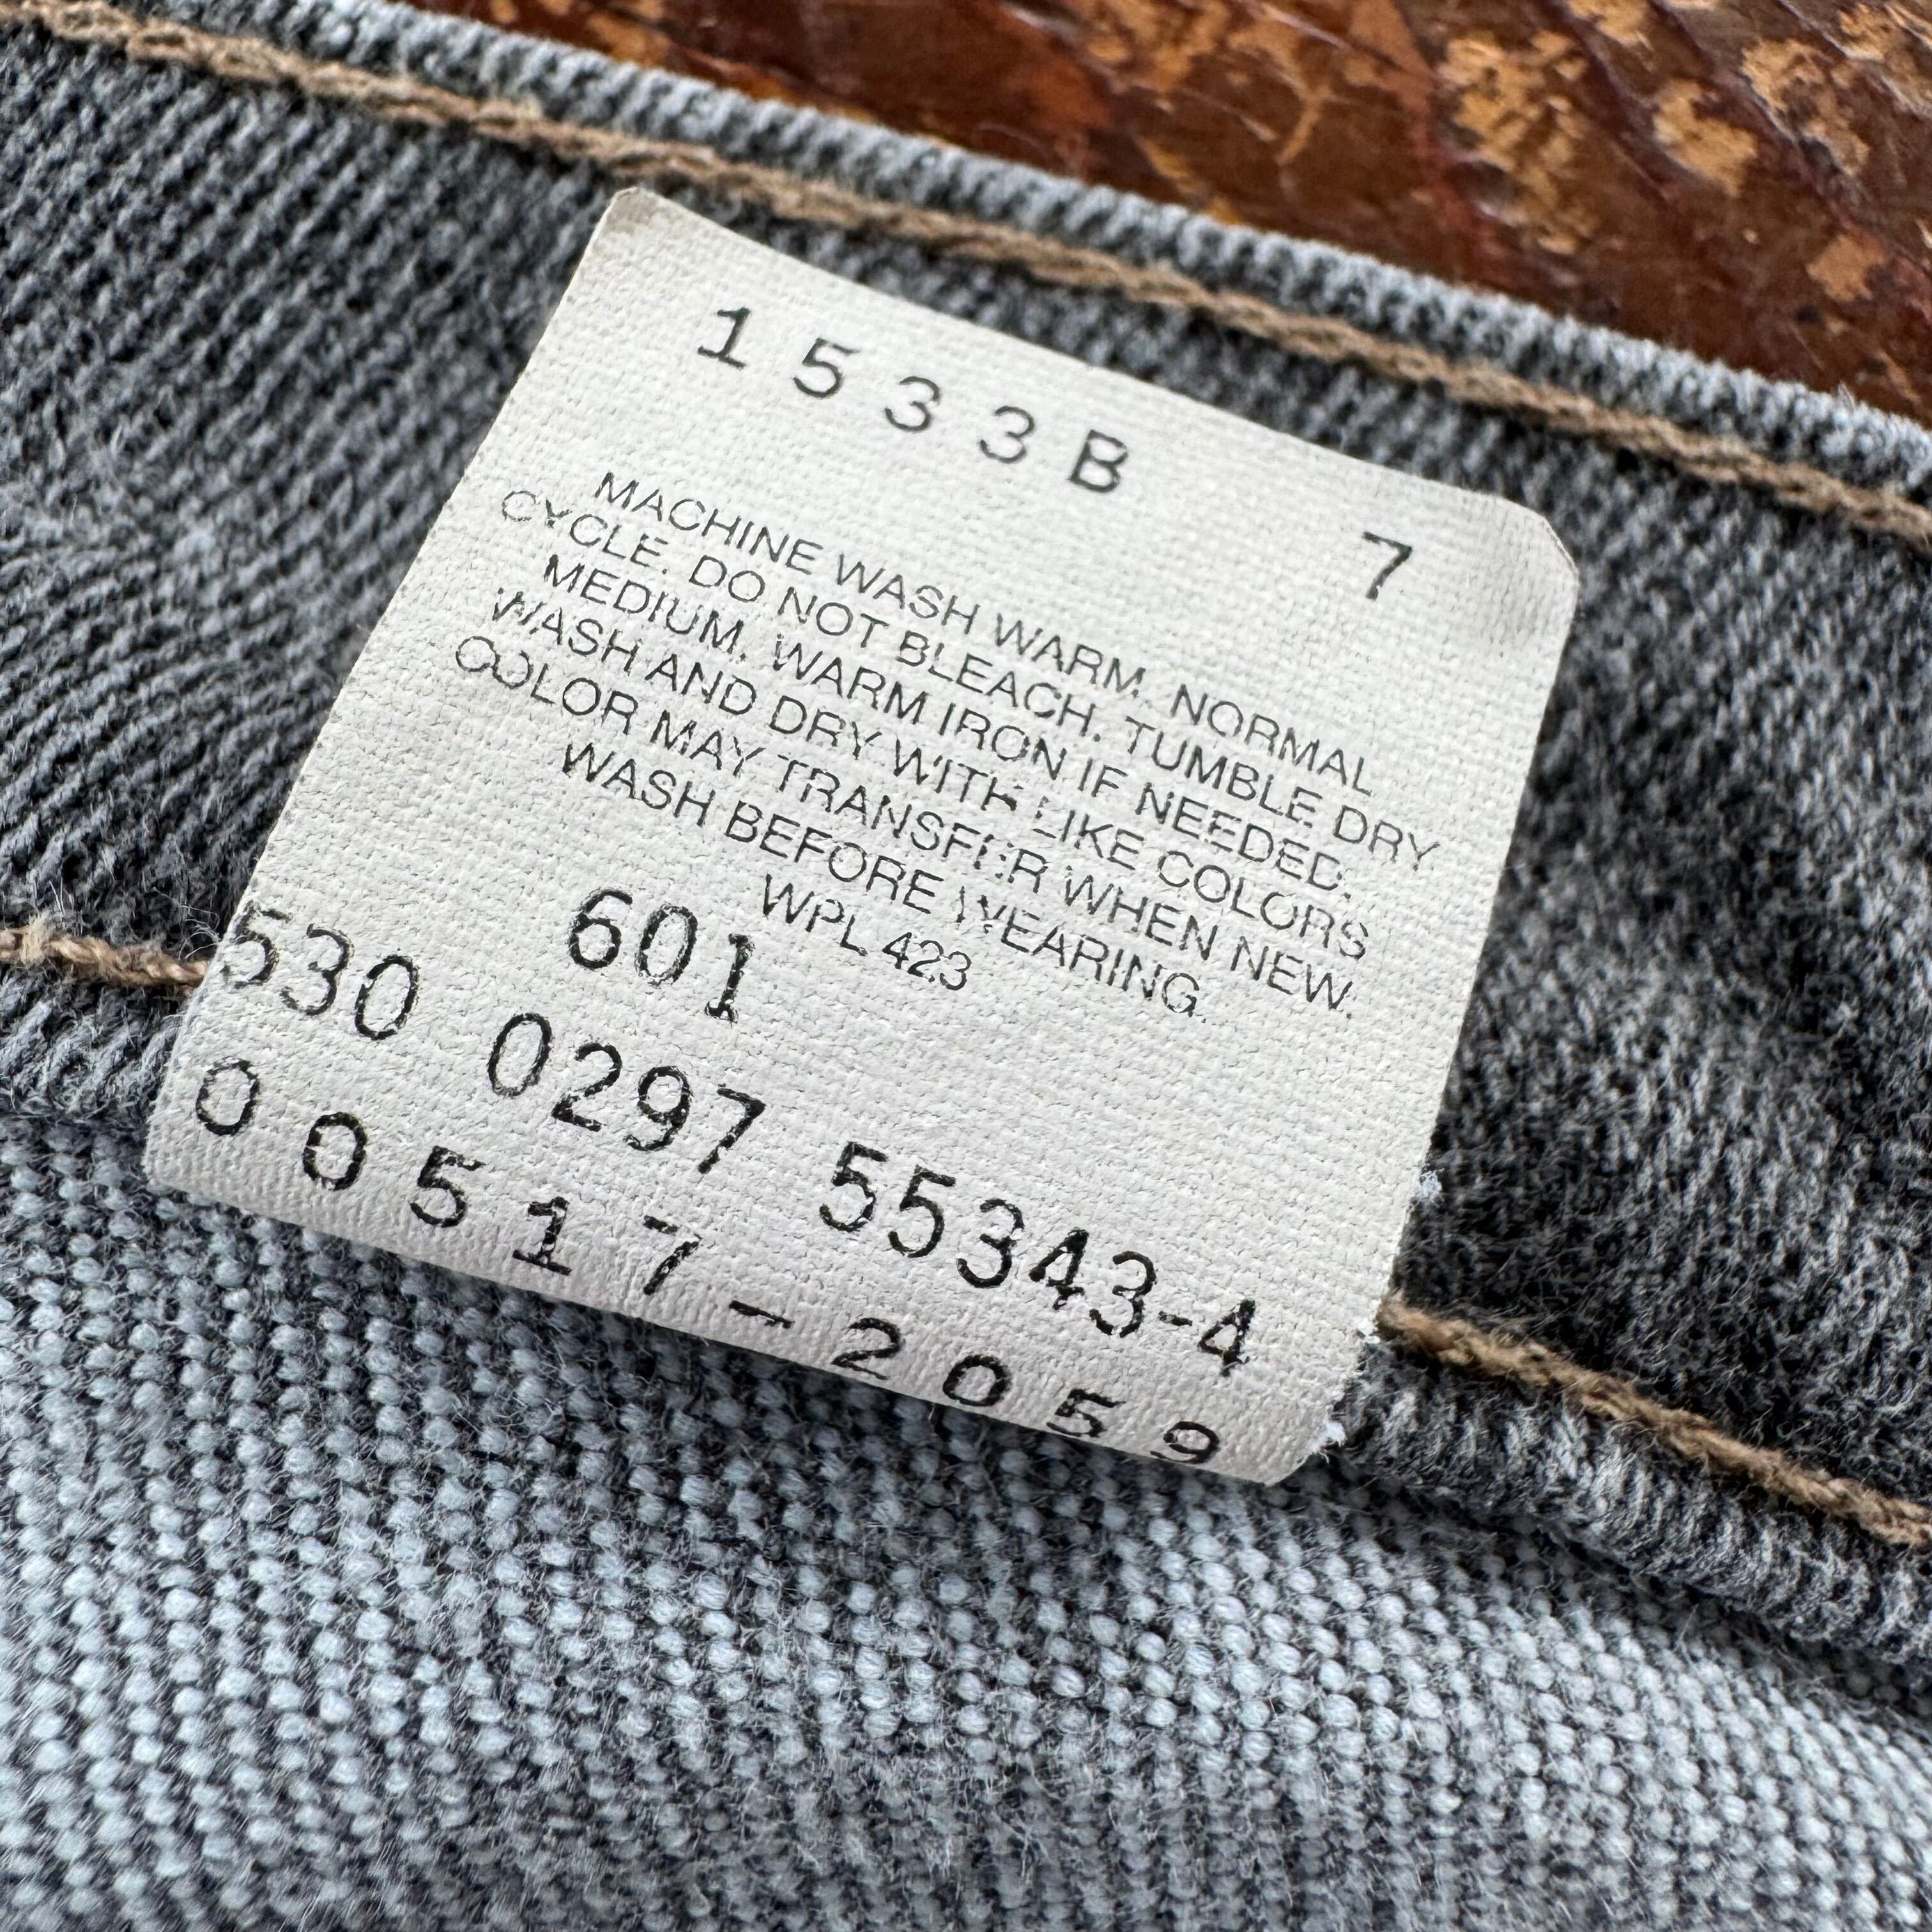 1533B
7
MACHINE WASH WARM. NORMAL
CYCLE. DO NOT BLEACH. TUMBLE DRY
MEDIUM. WARM IRON IF NEEDED.
WASH AND DRY WITH LIKE COLORS
COLOR MAY TRANSFER WHEN NEW.
WASH BEFORE WEARING.
WPL 423
601
530 0297 55343-4
00517-2059